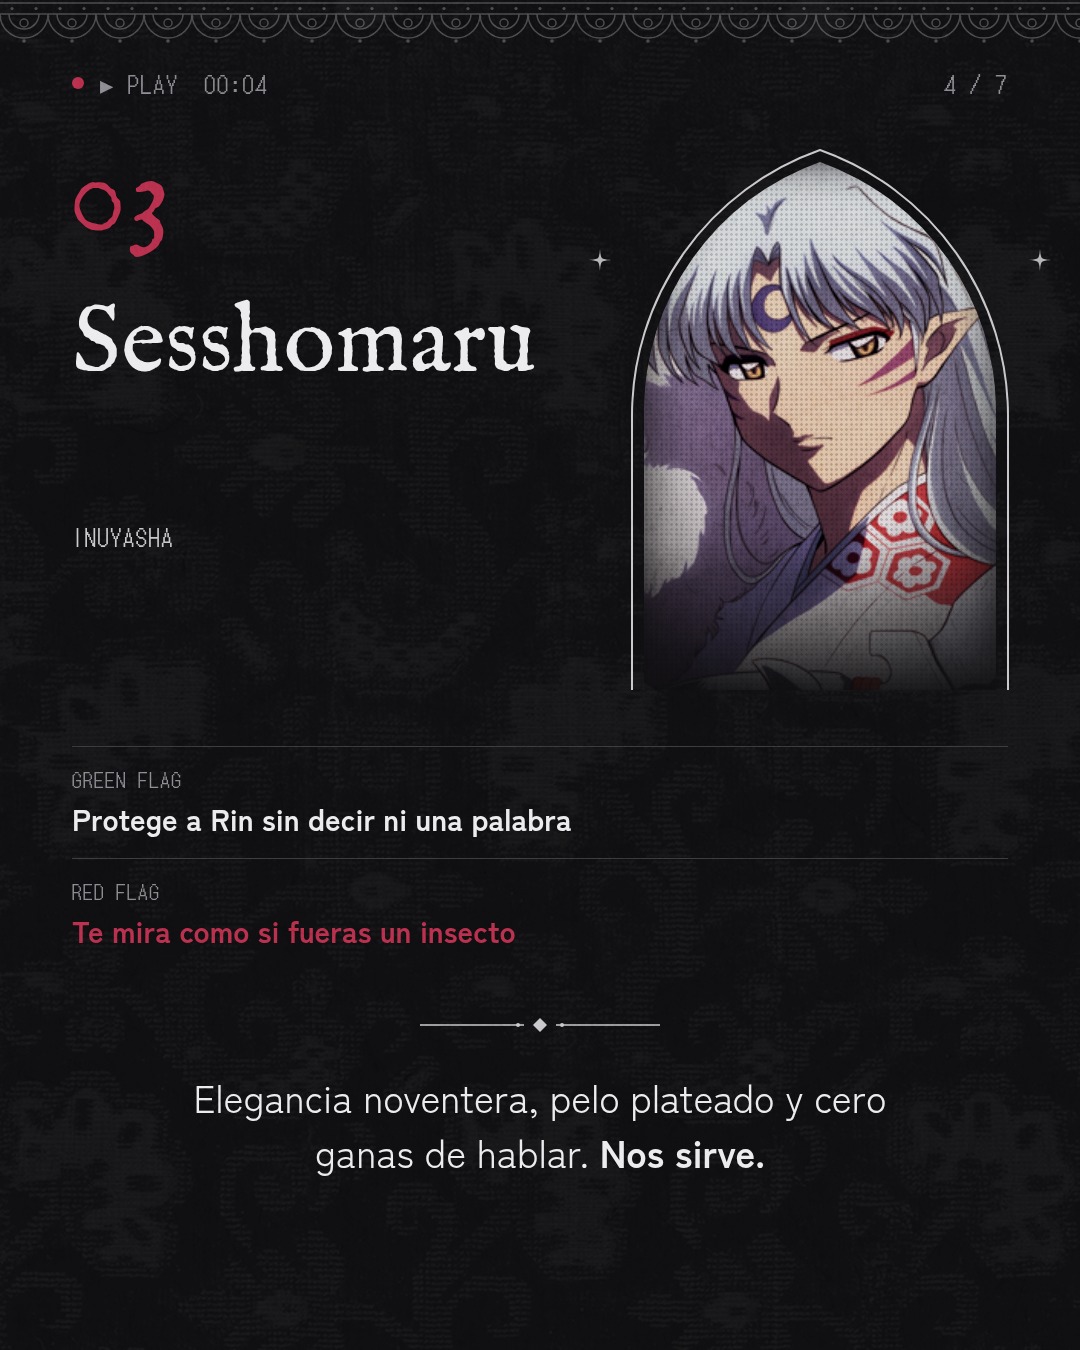 ▶ PLAY 00:04
4 / 7
03
Sesshomaru
INUYASHA
GREEN FLAG
Protege a Rin sin decir ni una palabra
RED FLAG
Te mira como si fueras un insecto
Elegancia noventera, pelo plateado y cero
ganas de hablar. Nos sirve.